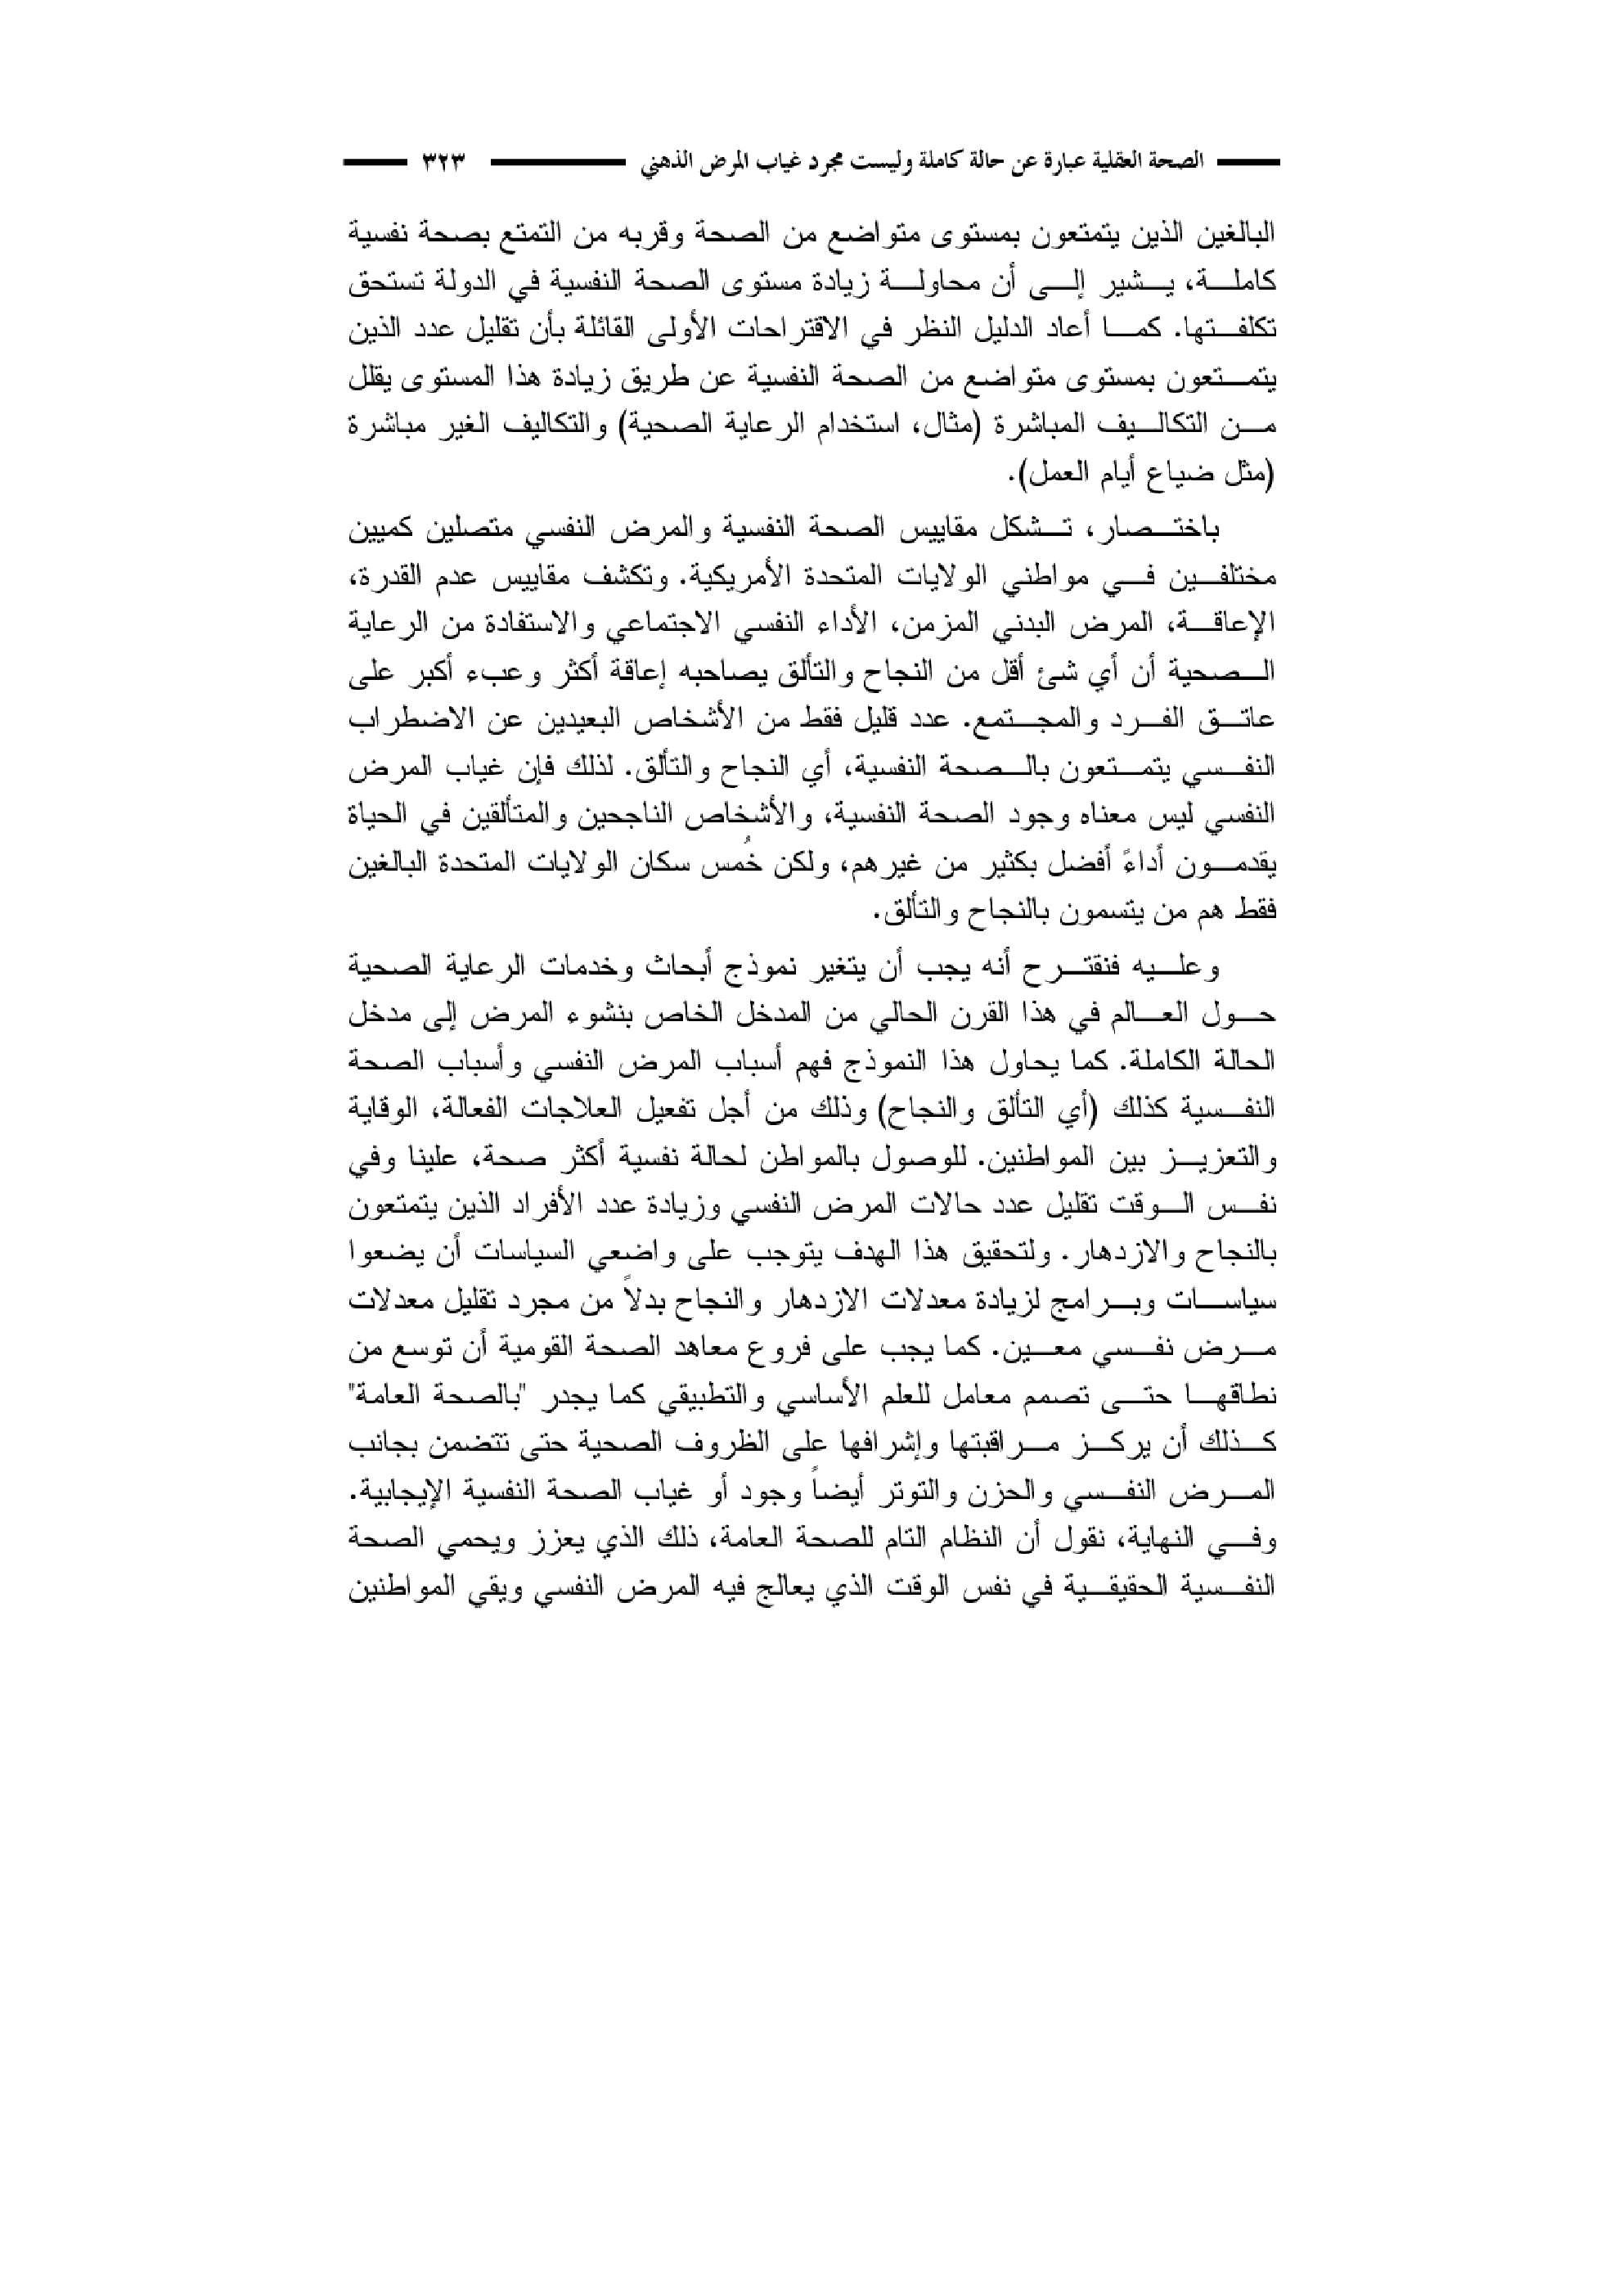 الصحة العقلية عبارة عن حالة كاملة وليست مجرد غياب المرض الذهني ٣٢٣
البالغين الذين يتمتعون بمستوى متواضع من الصحة وقربه من التمتع بصحة نفسية
كاملة، يشير إلى أن محاولة زيادة مستوى الصحة النفسية في الدولة تستحق
تكلفتها. كما أعاد الدليل النظر في الاقتراحات الأولى القائلة بأن تقليل عدد الذين
يتمتعون بمستوى متواضع من الصحة النفسية عن طريق زيادة هذا المستوى يقلل
من التكاليف المباشرة (مثال، استخدام الرعاية الصحية) والتكاليف الغير مباشرة
(مثل ضياع أيام العمل).
باختصار، تشكل مقاييس الصحة النفسية والمرض النفسي متصلين كميين
مختلفين في مواطني الولايات المتحدة الأمريكية. وتكشف مقاييس عدم القدرة،
الإعاقة، المرض البدني المزمن، الأداء النفسي الاجتماعي والاستفادة من الرعاية
الصحية أن أي شئ أقل من النجاح والتألق يصاحبه إعاقة أكثر وعبء أكبر على
عاتق الفرد والمجتمع. عدد قليل فقط من الأشخاص البعيدين عن الاضطراب
النفسي يتمتعون بالصحة النفسية، أي النجاح والتألق. لذلك فإن غياب المرض
النفسي ليس معناه وجود الصحة النفسية، والأشخاص الناجحين والمتألقين في الحياة
يقدمون أداءً أفضل بكثير من غيرهم، ولكن خُمس سكان الولايات المتحدة البالغين
فقط هم من يتسمون بالنجاح والتألق.
وعليه فنقترح أنه يجب أن يتغير نموذج أبحاث وخدمات الرعاية الصحية
حول العالم في هذا القرن الحالي من المدخل الخاص بنشوء المرض إلى مدخل
الحالة الكاملة. كما يحاول هذا النموذج فهم أسباب المرض النفسي وأسباب الصحة
النفسية كذلك (أي التألق والنجاح) وذلك من أجل تفعيل العلاجات الفعالة، الوقاية
والتعزيز بين المواطنين. للوصول بالمواطن لحالة نفسية أكثر صحة، علينا وفي
نفس الوقت تقليل عدد حالات المرض النفسي وزيادة عدد الأفراد الذين يتمتعون
بالنجاح والازدهار. ولتحقيق هذا الهدف يتوجب على واضعي السياسات أن يضعوا
سياسات وبرامج لزيادة معدلات الازدهار والنجاح بدلاً من مجرد تقليل معدلات
مرض نفسي معين. كما يجب على فروع معاهد الصحة القومية أن توسع من
نطاقها حتى تصمم معامل للعلم الأساسي والتطبيقي كما يجدر "بالصحة العامة"
كذلك أن يركز مراقبتها وإشرافها على الظروف الصحية حتى تتضمن بجانب
المرض النفسي والحزن والتوتر أيضاً وجود أو غياب الصحة النفسية الإيجابية.
وفي النهاية، نقول أن النظام التام للصحة العامة، ذلك الذي يعزز ويحمي الصحة
النفسية الحقيقية في نفس الوقت الذي يعالج فيه المرض النفسي ويقي المواطنين